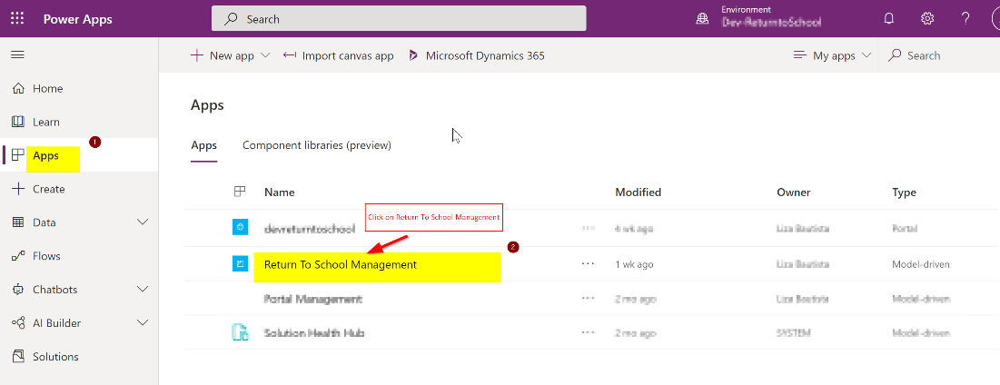 Power Apps
Search
Environment
Dev-ReturntoSchool
New app
Import canvas app
Microsoft Dynamics 365
My apps
Search
Home
Learn
Apps
1
Create
Data
Flows
Chatbots
AI Builder
Solutions
Apps
Apps
Component libraries (preview)
Name
Modified
Owner
Type
Click on Return To School Management
devreturntoschool
4 wk ago
Liza Bautista
Portal
2
Return To School Management
1 wk ago
Liza Bautista
Model-driven
Portal Management
2 mo ago
Liza Bautista
Model-driven
Solution Health Hub
2 mo ago
SYSTEM
Model-driven